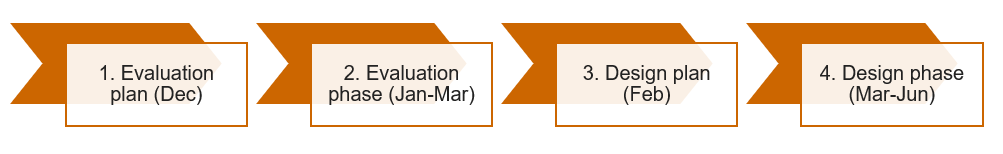 1. Evaluation
plan (Dec)
2. Evaluation
phase (Jan-Mar)
3. Design plan
(Feb)
4. Design phase
(Mar-Jun)